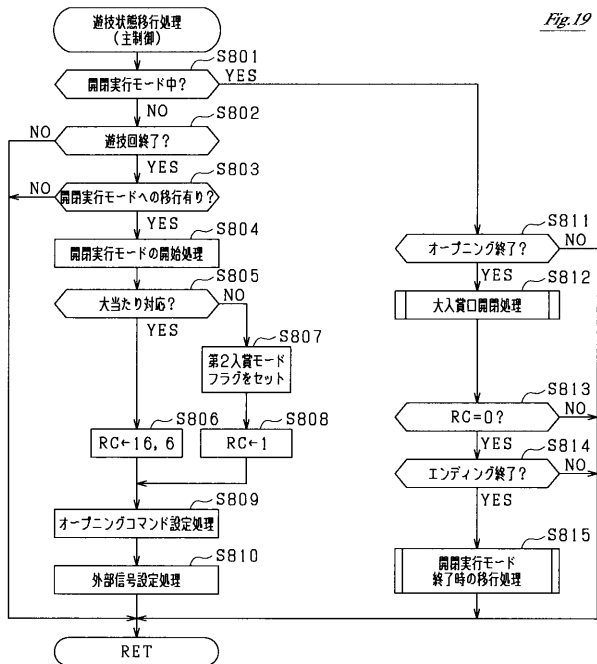 Fig.19
遊技状態移行処理
(主制御)
S801
開閉実行モード中?
YES
NO
S802
遊技回終了?
NO
YES
S803
開閉実行モードへの移行有り?
NO
YES
S804
開閉実行モードの開始処理
S805
大当たり対応?
NO
YES
S807
第2入賞モード
フラグをセット
S806
RC←16,6
S808
RC←1
S809
オープニングコマンド設定処理
S810
外部信号設定処理
RET
S811
オープニング終了?
NO
YES
S812
大入賞口開閉処理
S813
RC=0?
NO
YES
S814
エンディング終了?
NO
YES
S815
開閉実行モード
終了時の移行処理